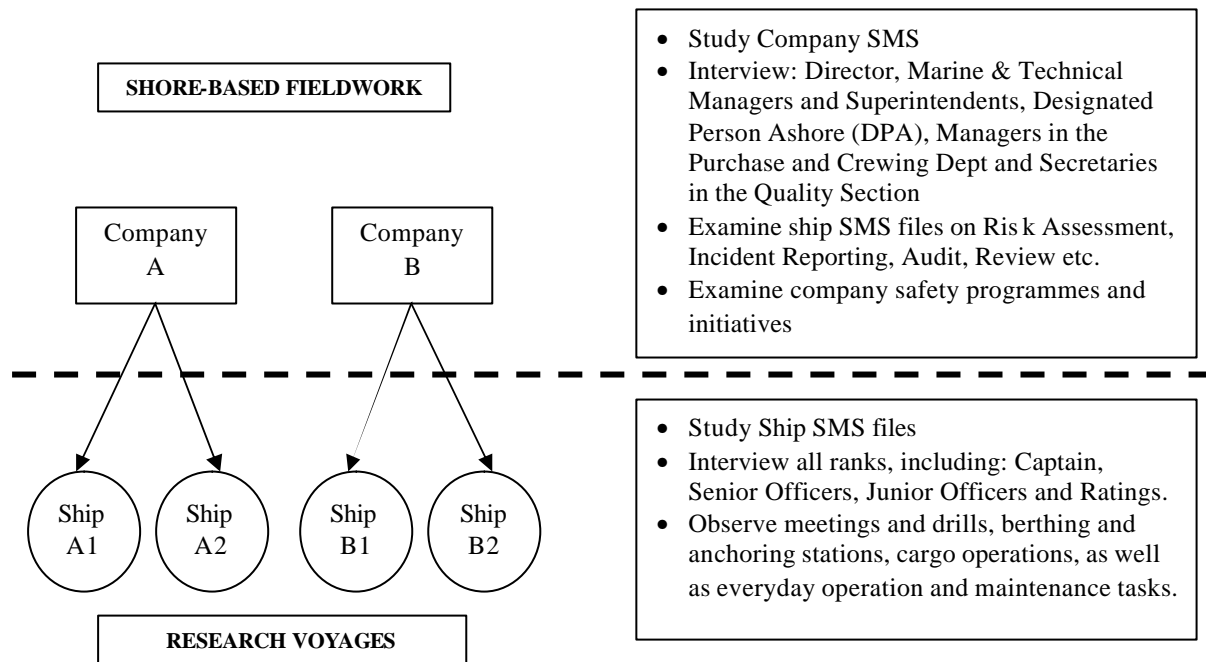 SHORE-BASED FIELDWORK
• Study Company SMS
• Interview: Director, Marine & Technical
Managers and Superintendents, Designated
Person Ashore (DPA), Managers in the
Purchase and Crewing Dept and Secretaries
in the Quality Section
• Examine ship SMS files on Ris k Assessment,
Incident Reporting, Audit, Review etc.
• Examine company safety programmes and
initiatives
Company
A
Company
B
Ship
A1
Ship
A2
Ship
B1
Ship
B2
• Study Ship SMS files
• Interview all ranks, including: Captain,
Senior Officers, Junior Officers and Ratings.
• Observe meetings and drills, berthing and
anchoring stations, cargo operations, as well
as everyday operation and maintenance tasks.
RESEARCH VOYAGES